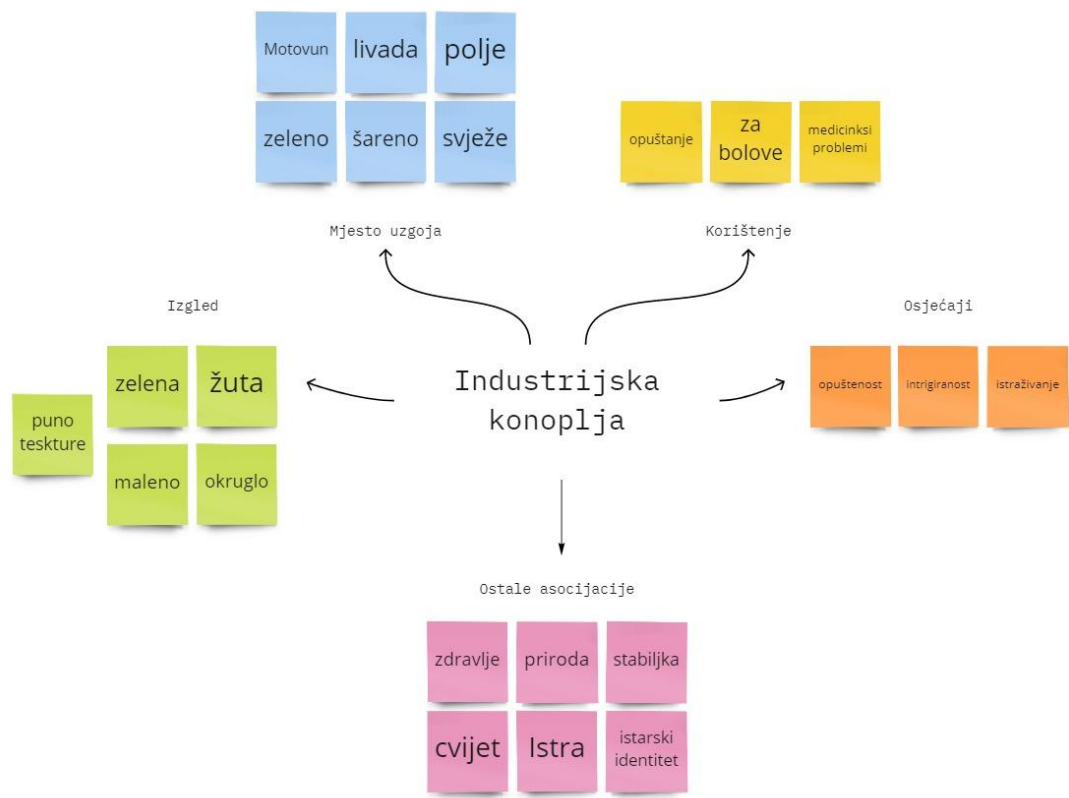 Motovun
livada
polje
zeleno
šareno
svježe
Mjesto uzgoja
opuštanje
za
bolove
medicinksi
problemi
Korištenje
Izgled
zelena
žuta
puno
teskture
maleno
okruglo
Industrijska
konoplja
Osjećaji
opuštenost
intrigiranost
istraživanje
Ostale asocijacije
zdravlje
priroda
stabiljka
cvijet
Istra
istarski
identitet